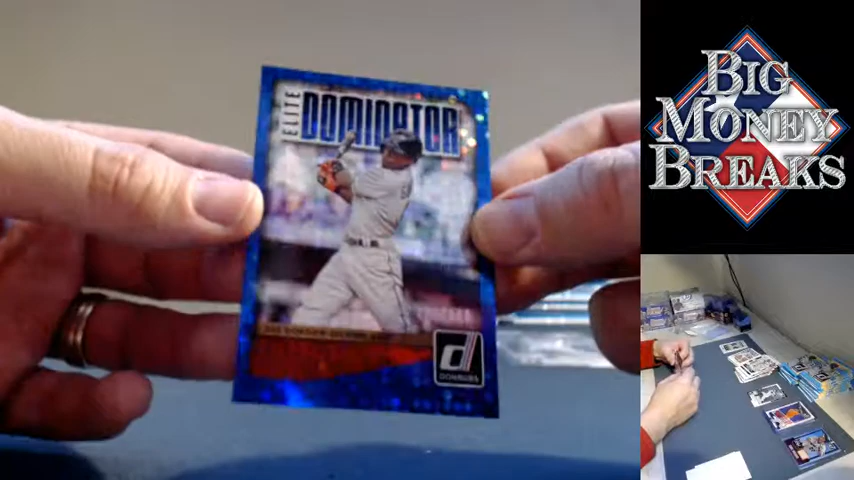 ELITE
DOMINATOR
d
DONRUSS
BIG
MONEY
BREAKS